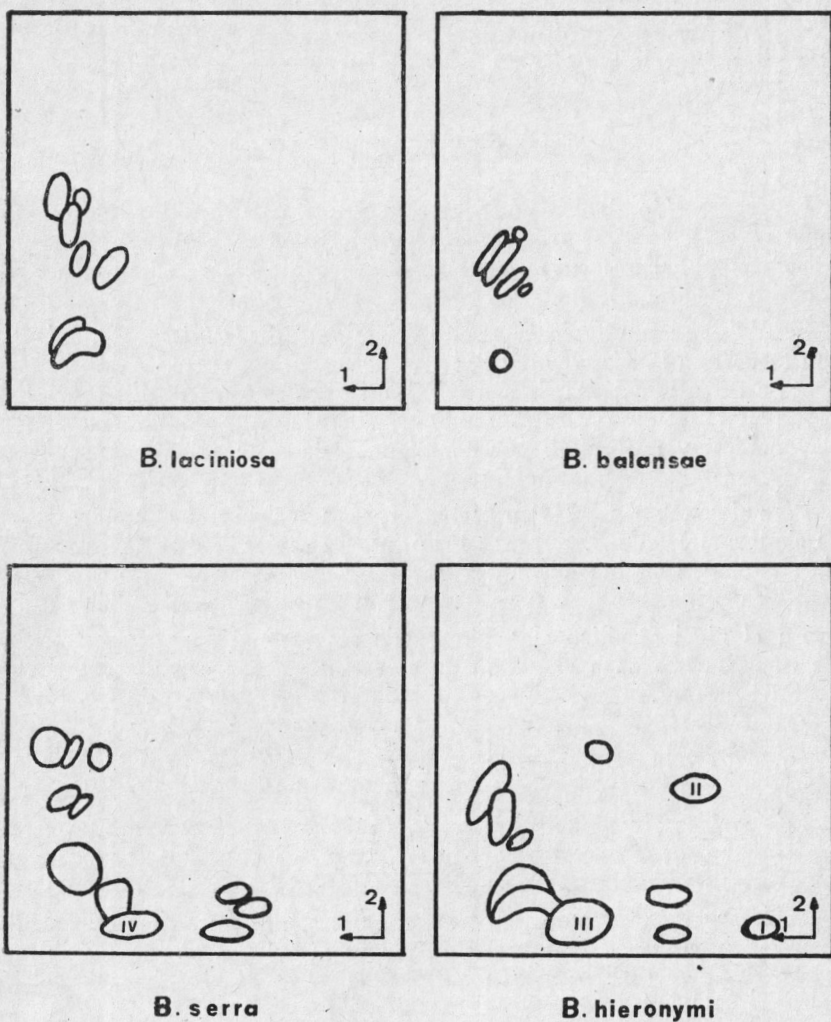 2
1
2
1
B. laciniosa
B. balansae
II
IV
2
1
III
I
2
1
B. serra
B. hieronymi